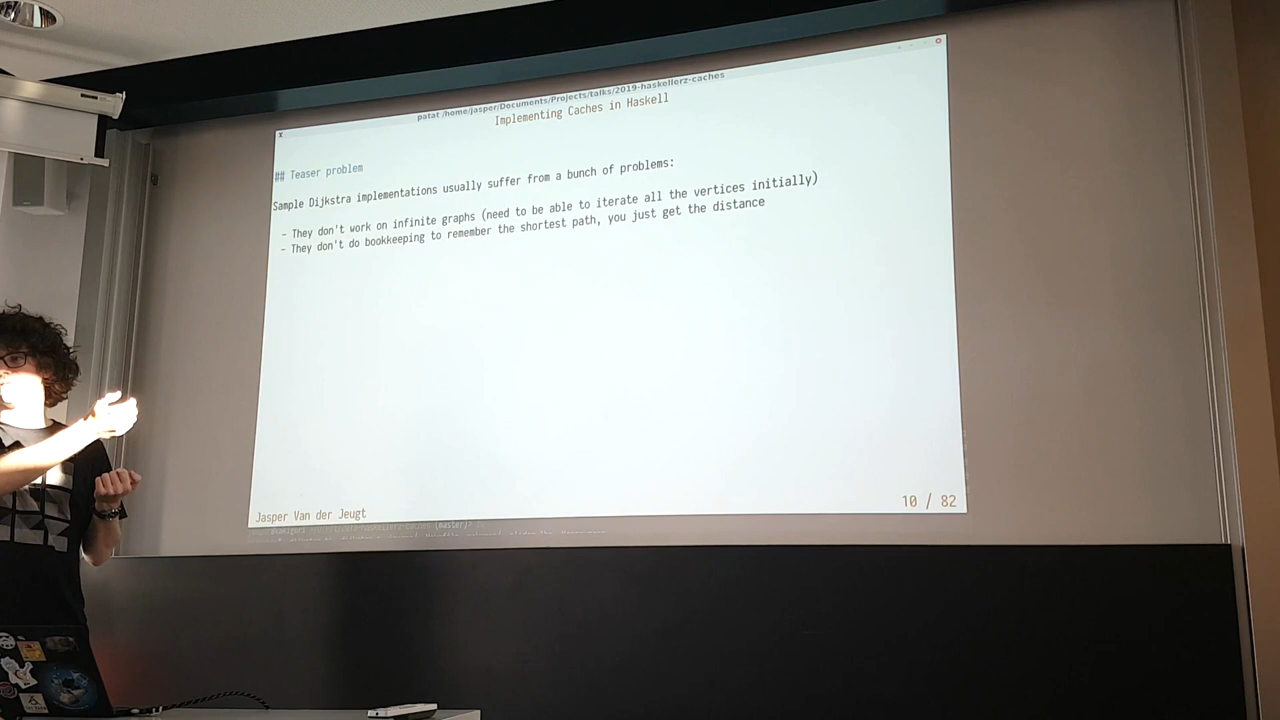 patat /home/jasper/Documents/Projects/talks/2019-haskellerz-caches
Implementing Caches in Haskell
## Teaser problem
Sample Dijkstra implementations usually suffer from a bunch of problems:
- They don't work on infinite graphs (need to be able to iterate all the vertices initially)
- They don't do bookkeeping to remember the shortest path, you just get the distance
Jasper Van der Jeugt
10 / 82